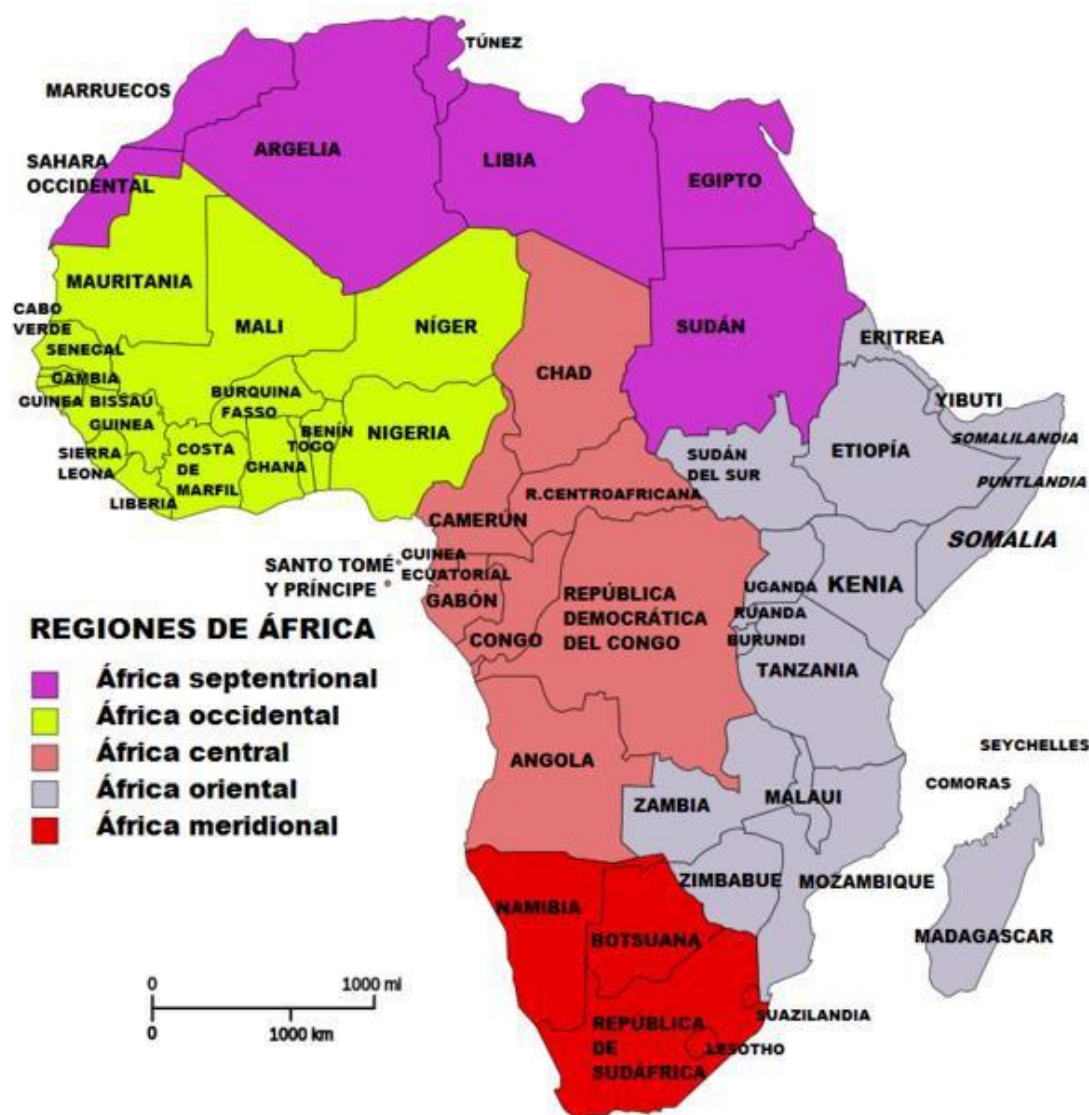 TÚNEZ
MARRUECOS
ARGELIA
LIBIA
EGIPTO
SAHARA
OCCIDENTAL
MAURITANIA
MALI
NÍGER
SUDÁN
CABO
VERDE
SENEGAL
GAMBIA
GUINEA BISSAÚ
GUINEA
SIERRA
LEONA
LIBERIA
COSTA
DE
MARFIL
BURQUINA
FASSO
GHANA
TOGO
BENÍN
NIGERIA
CHAD
ERITREA
YIBUTI
SOMALILANDIA
PUNTLANDIA
SOMALIA
ETIOPÍA
SUDÁN
DEL SUR
R.CENTROAFRICANA
CAMERÚN
SANTO TOMÉ
Y PRÍNCIPE
GUINEA
ECUATORIAL
GABÓN
CONGO
REPÚBLICA
DEMOCRÁTICA
DEL CONGO
UGANDA
KENIA
RUANDA
BURUNDI
TANZANIA
REGIONES DE ÁFRICA
África septentrional
África occidental
África central
África oriental
África meridional
ANGOLA
ZAMBIA
MALAUI
SEYCHELLES
COMORAS
ZIMBABUE
MOZAMBIQUE
MADAGASCAR
NAMIBIA
BOTSUANA
SUAZILANDIA
LESOTHO
REPÚBLICA
DE
SUDÁFRICA
0 1000 mi
0 1000 km